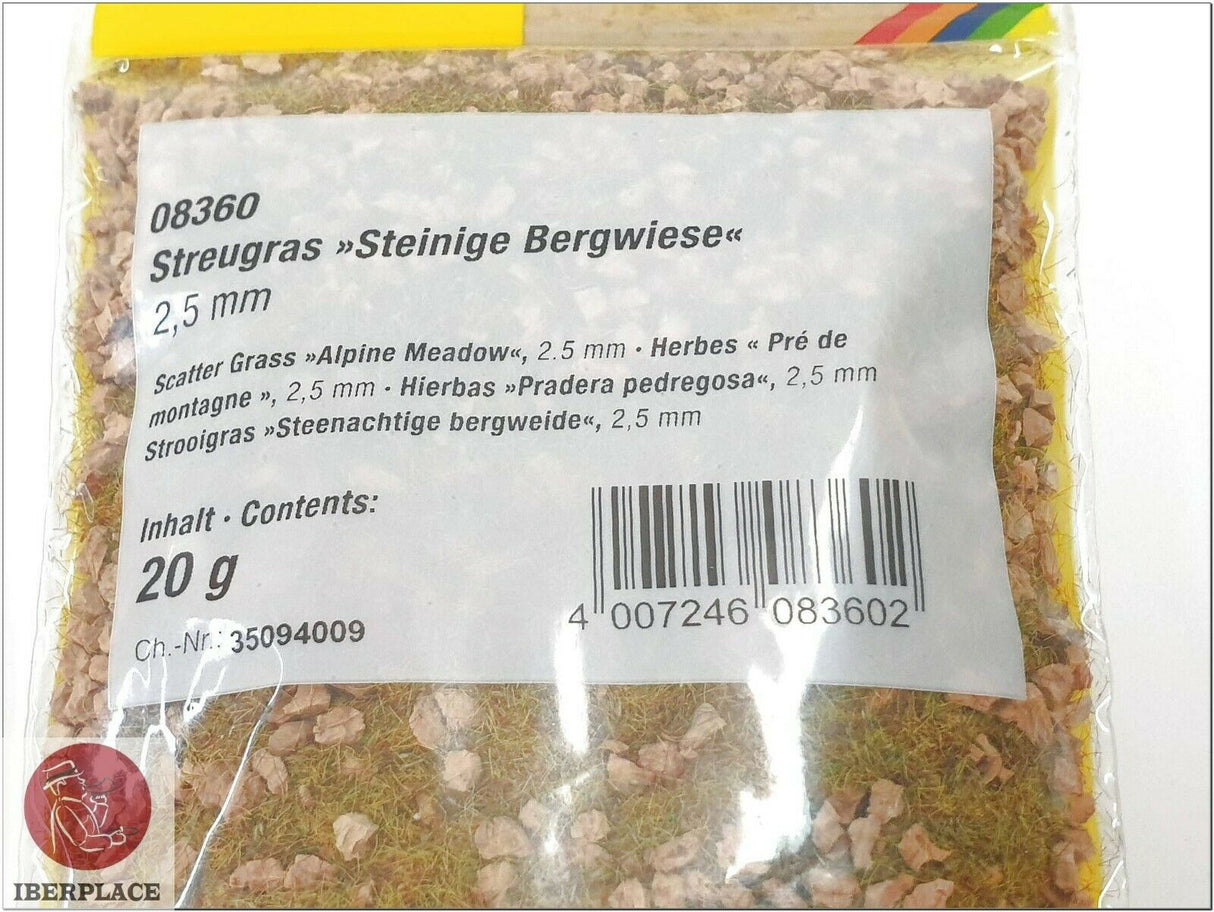 08360
Streugras »Steinige Bergwiese«
2,5 mm
Scatter Grass »Alpine Meadow«, 2.5 mm · Herbes « Pré de
montagne », 2,5 mm · Hierbas »Pradera pedregosa«, 2,5 mm
Strooigras »Steenachtige bergweide«, 2,5 mm
Inhalt · Contents:
20 g
Ch.-Nr.: 35094009
4 007246 083602
IBERPLACE